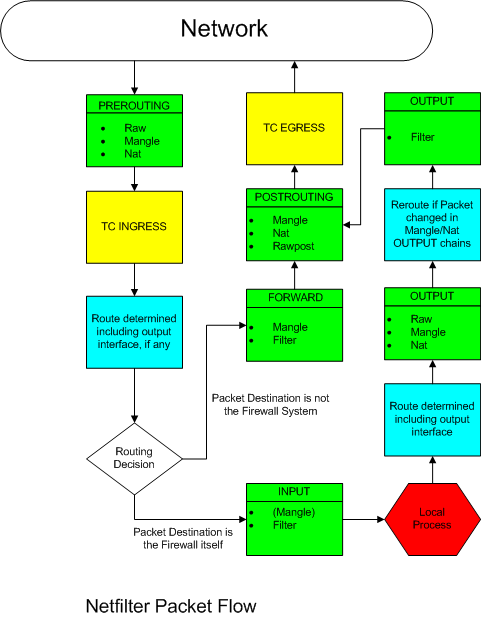 Network
PREROUTING
• Raw
• Mangle
• Nat
TC INGRESS
Route determined
including output
interface, if any
Routing
Decision
Packet Destination is not
the Firewall System
Packet Destination is
the Firewall itself
TC EGRESS
POSTROUTING
• Mangle
• Nat
• Rawpost
FORWARD
• Mangle
• Filter
INPUT
• (Mangle)
• Filter
OUTPUT
• Filter
Reroute if Packet
changed in
Mangle/Nat
OUTPUT chains
OUTPUT
• Raw
• Mangle
• Nat
Route determined
including output
interface
Local
Process
Netfilter Packet Flow